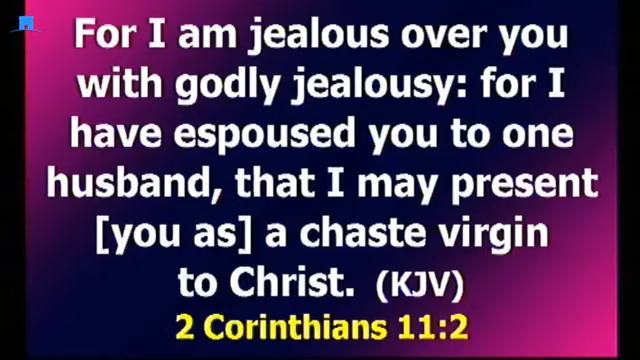 For I am jealous over you
with godly jealousy: for I
have espoused you to one
husband, that I may present
[you as] a chaste virgin
to Christ. (KJV)
2 Corinthians 11:2